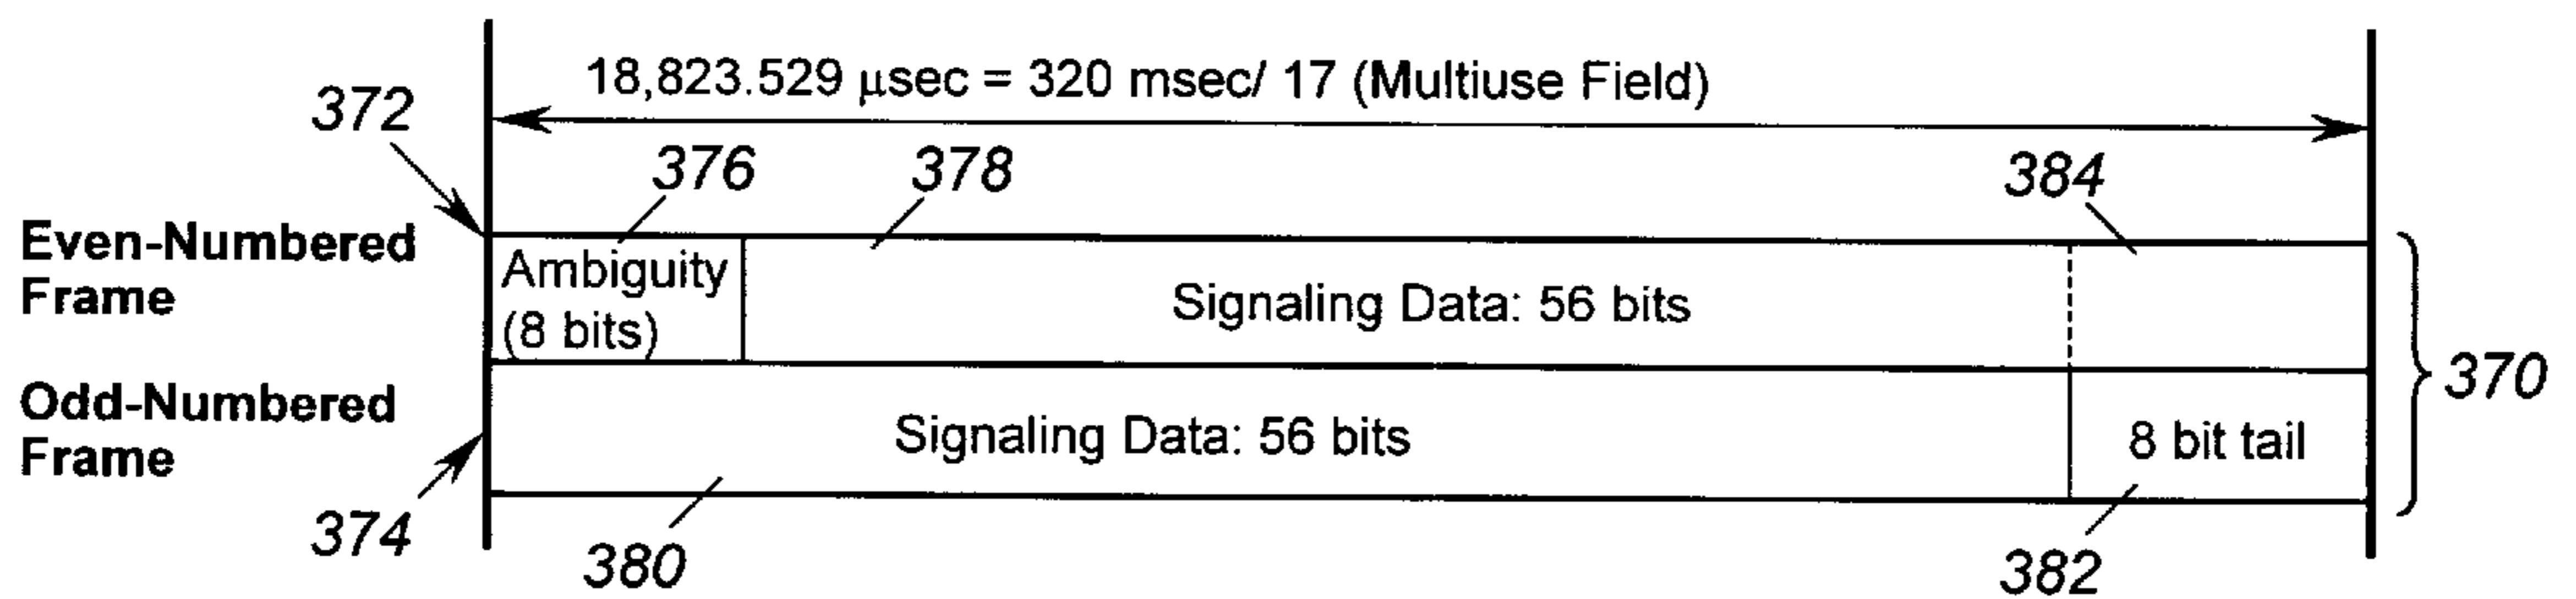 18,823.529 μsec = 320 msec/ 17 (Multiuse Field)
372
376
378
384
Even-Numbered
Frame
Ambiguity
(8 bits)
Signaling Data: 56 bits
370
Odd-Numbered
Frame
Signaling Data: 56 bits
8 bit tail
374
380
382